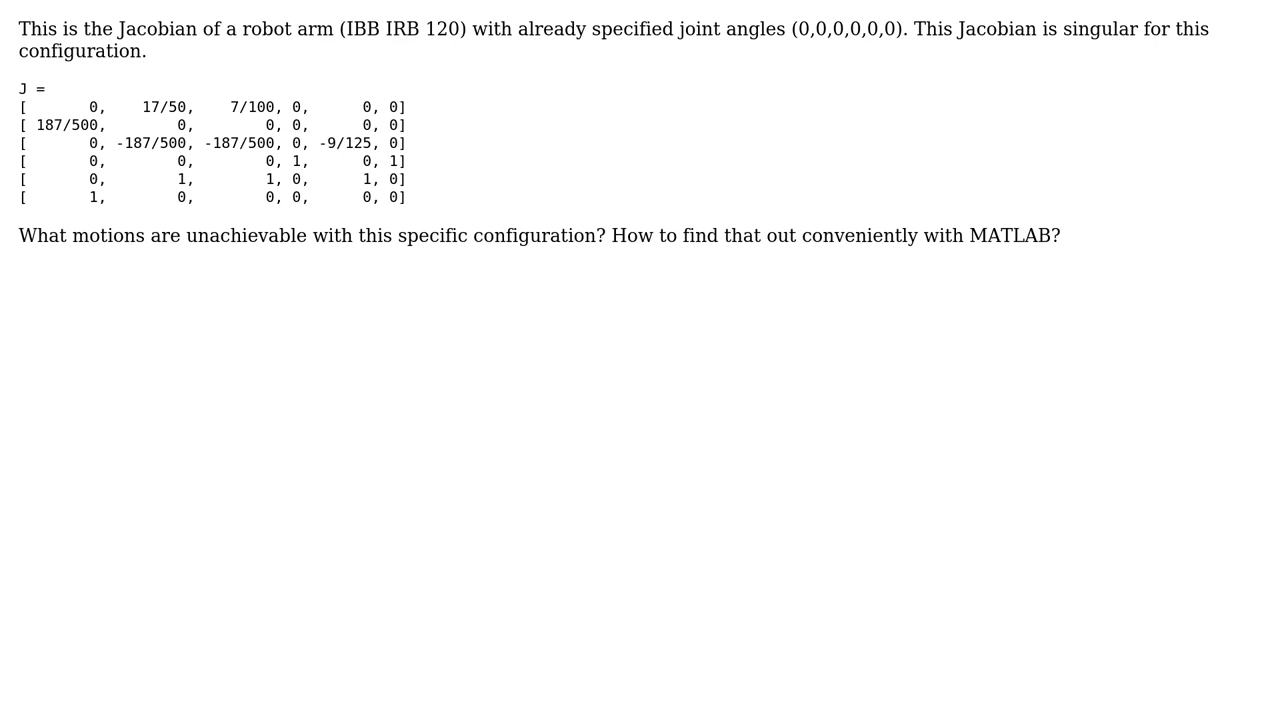 This is the Jacobian of a robot arm (IBB IRB 120) with already specified joint angles (0,0,0,0,0,0). This Jacobian is singular for this
configuration.
J =
[       0,    17/50,    7/100, 0,      0, 0]
[ 187/500,        0,        0, 0,      0, 0]
[       0, -187/500, -187/500, 0, -9/125, 0]
[       0,        0,        0, 1,      0, 1]
[       0,        1,        1, 0,      1, 0]
[       1,        0,        0, 0,      0, 0]
What motions are unachievable with this specific configuration? How to find that out conveniently with MATLAB?